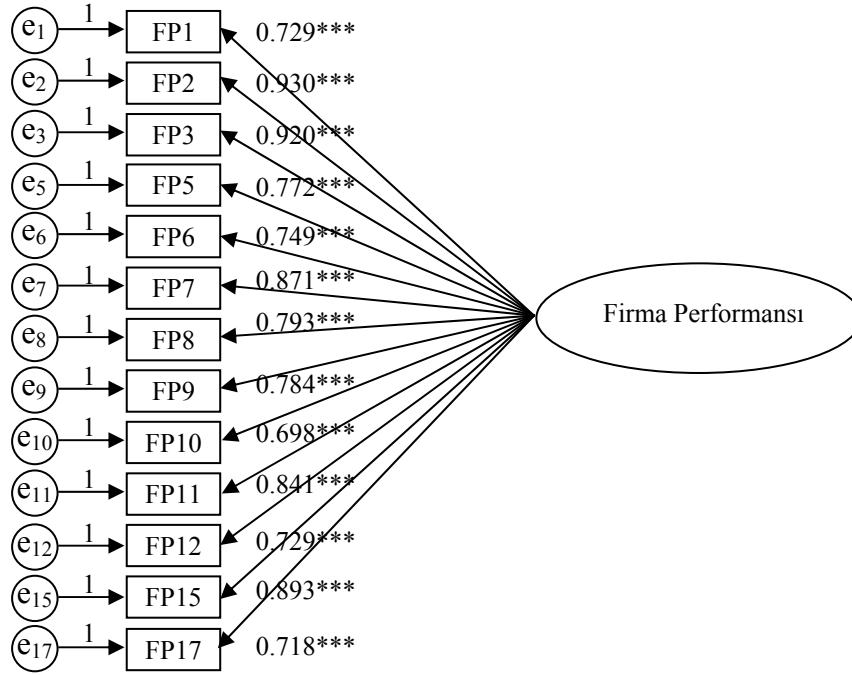 e1 1 FP1 0.729***
e2 1 FP2 0.930***
e3 1 FP3 0.920***
e5 1 FP5 0.772***
e6 1 FP6 0.749***
e7 1 FP7 0.871***
e8 1 FP8 0.793***
Firma Performansı
e9 1 FP9 0.784***
e10 1 FP10 0.698***
e11 1 FP11 0.841***
e12 1 FP12 0.729***
e15 1 FP15 0.893***
e17 1 FP17 0.718***